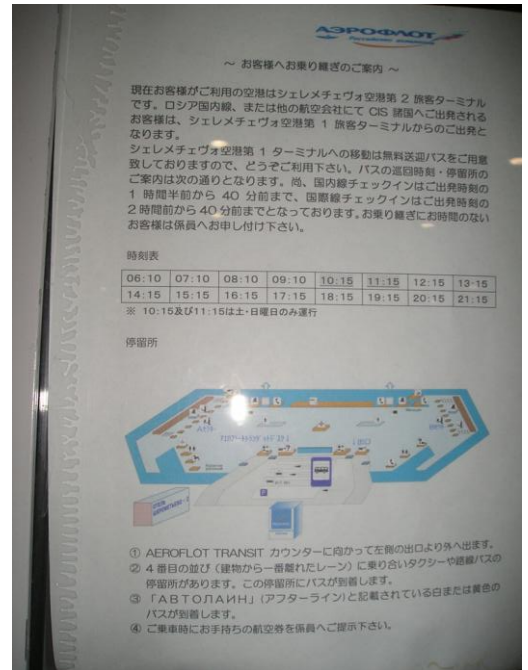 АЭРОФЛОТ
Российские авиалинии
～ お客様へお乗り継ぎのご案内 ～
現在お客様がご利用の空港はシェレメチェヴォ空港第 2 旅客ターミナル
です。ロシア国内線、または他の航空会社にて CIS 諸国へご出発される
お客様は、シェレメチェヴォ空港第 1 旅客ターミナルからのご出発と
なります。
シェレメチェヴォ空港第 1 ターミナルへの移動は無料送迎バスをご用意
致しておりますので、どうぞご利用下さい。バスの巡回時刻・停留所の
ご案内は次の通りとなります。尚、国内線チェックインはご出発時刻の
1 時間半前から 40 分前まで、国際線チェックインはご出発時刻の
2 時間前から 40 分前までとなっております。お乗り継ぎにお時間のない
お客様は係員へお申し付け下さい。
時刻表
06:10 07:10 08:10 09:10 10:15 11:15 12:15 13-15
14:15 15:15 16:15 17:15 18:15 19:15 20:15 21:15
※ 10:15及び11:15は土・日曜日のみ運行
停留所
① AEROFLOT TRANSIT カウンターに向かって左側の出口より外へ出ます。
② 4 番目の並び（建物から一番離れたレーン）に乗り合いタクシーや路線バスの
停留所があります。この停留所にバスが到着します。
③ 「АВТОЛАЙН」(アフターライン)と記載されている白または黄色の
バスが到着します。
④ ご乗車時にお手持ちの航空券を係員へご提示下さい。